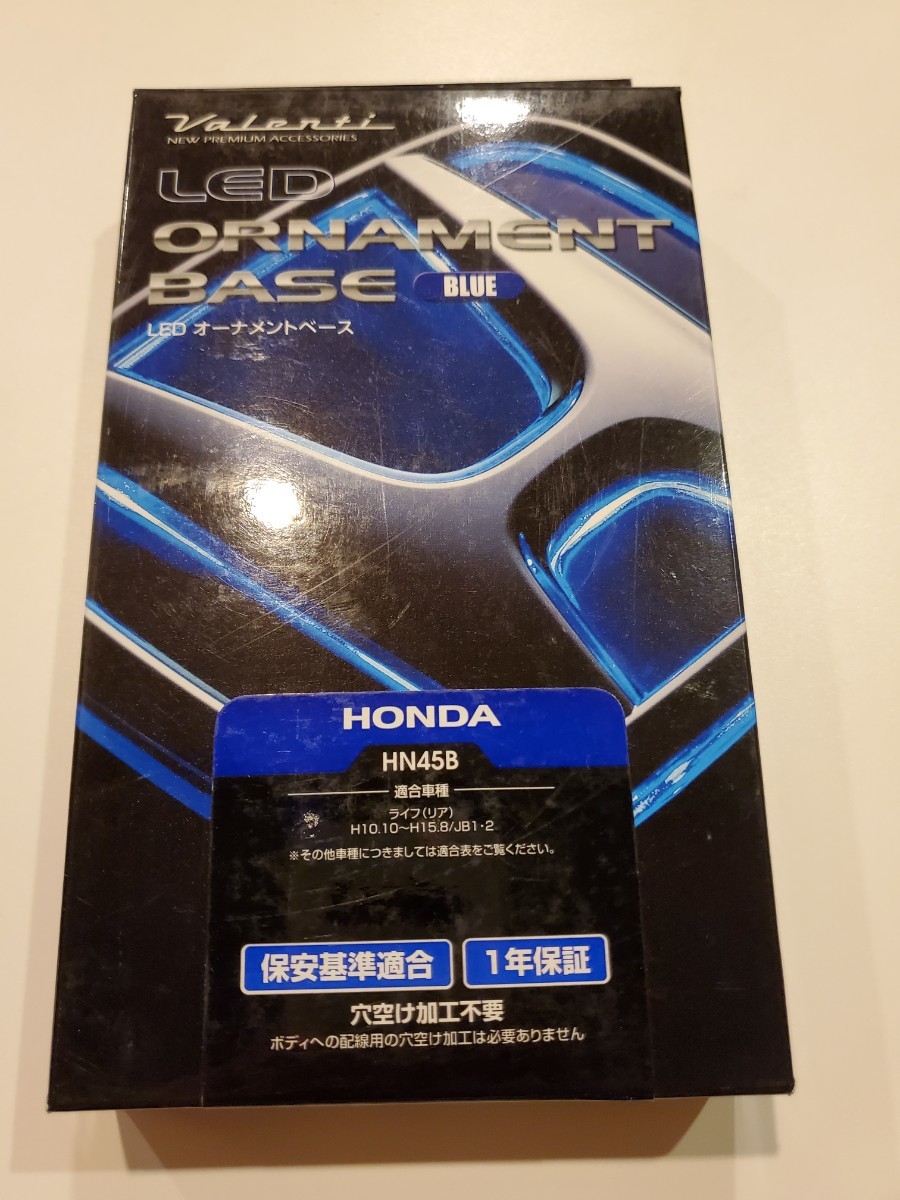 Valenti
NEW PREMIUM ACCESSORIES
LED
ORNAMENT
BASE BLUE
LED オーナメントベース
HONDA
HN45B
適合車種
ライフ(リア)
H10.10～H15.8/JB1・2
※その他車種につきましては適合表をご覧ください。
保安基準適合 1年保証
穴空け加工不要
ボディへの配線用の穴空け加工は必要ありません